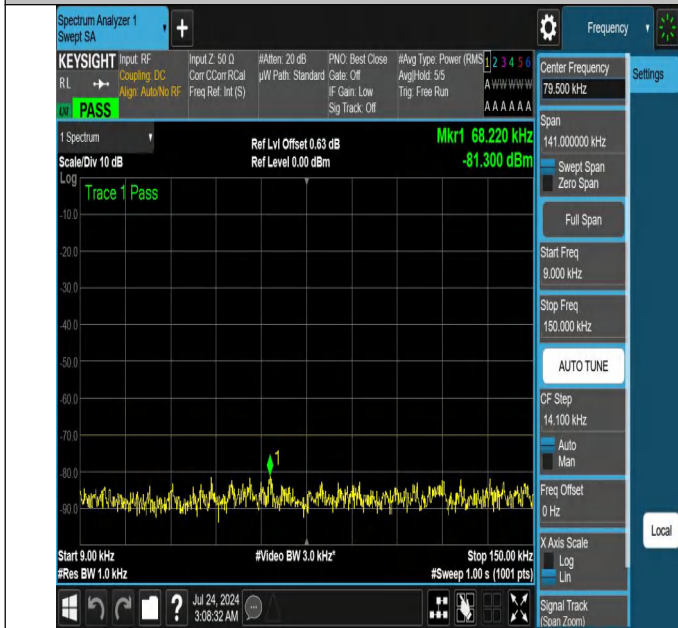 Spectrum Analyzer 1
Swept SA
+
Frequency
KEYSIGHT
RL
PASS
Input: RF
Coupling: DC
Align: Auto/No RF
Input Z: 50 Ω
Corr CCorr RCal
Freq Ref: Int (S)
#Atten: 20 dB
µW Path: Standard
PNO: Best Close
Gate: Off
IF Gain: Low
Sig Track: Off
#Avg Type: Power (RMS
Avg|Hold: 5/5
Trig: Free Run
1 2 3 4 5 6
A W W W W W
A A A A A A
1 Spectrum
Scale/Div 10 dB
Ref Lvl Offset 0.63 dB
Ref Level 0.00 dBm
Mkr1 68.220 kHz
-81.300 dBm
Log
Trace 1 Pass
-10.0
-20.0
-30.0
-40.0
-50.0
-60.0
-70.0
-80.0
-90.0
1
Start 9.00 kHz
#Res BW 1.0 kHz
#Video BW 3.0 kHz*
Stop 150.00 kHz
#Sweep 1.00 s (1001 pts)
?
Jul 24, 2024
3:08:32 AM
Center Frequency
79.500 kHz
Settings
Span
141.000000 kHz
Swept Span
Zero Span
Full Span
Start Freq
9.000 kHz
Stop Freq
150.000 kHz
AUTO TUNE
CF Step
14.100 kHz
Auto
Man
Freq Offset
0 Hz
X Axis Scale
Log
Lin
Local
Signal Track
(Span Zoom)